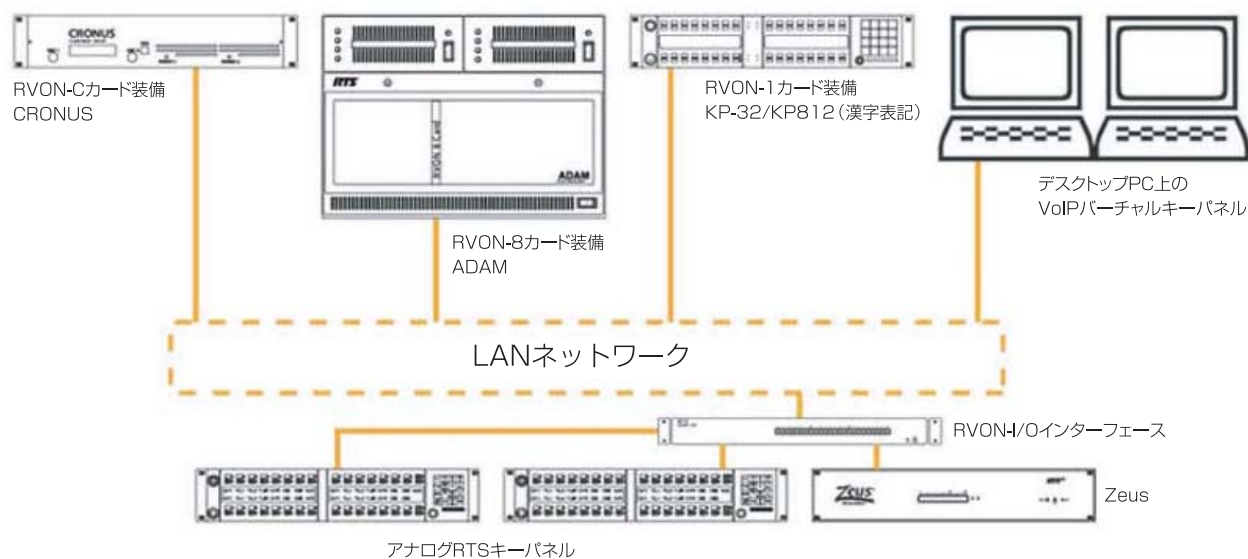 CRONUS
RVON-Cカード装備
CRONUS
RTS
RVON 8 Card
ADAM
RVON-8カード装備
ADAM
RVON-1カード装備
KP-32/KP812（漢字表記）
デスクトップPC上の
VoIPバーチャルキーパネル
LANネットワーク
RVON-I/Oインターフェース
Zeus
Zeus
アナログRTSキーパネル